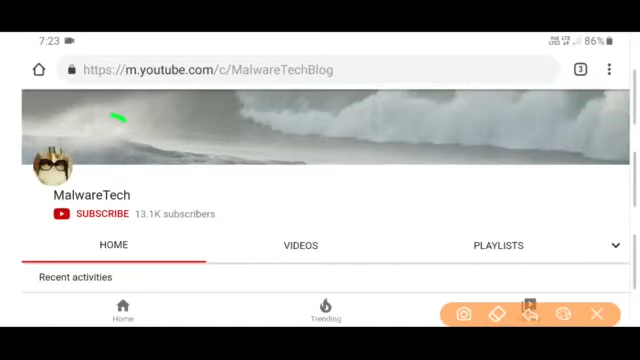 7:23
86%
3
https://m.youtube.com/c/MalwareTechBlog
MalwareTech
SUBSCRIBE 13.1K subscribers
HOME VIDEOS PLAYLISTS
Recent activities
Home Trending